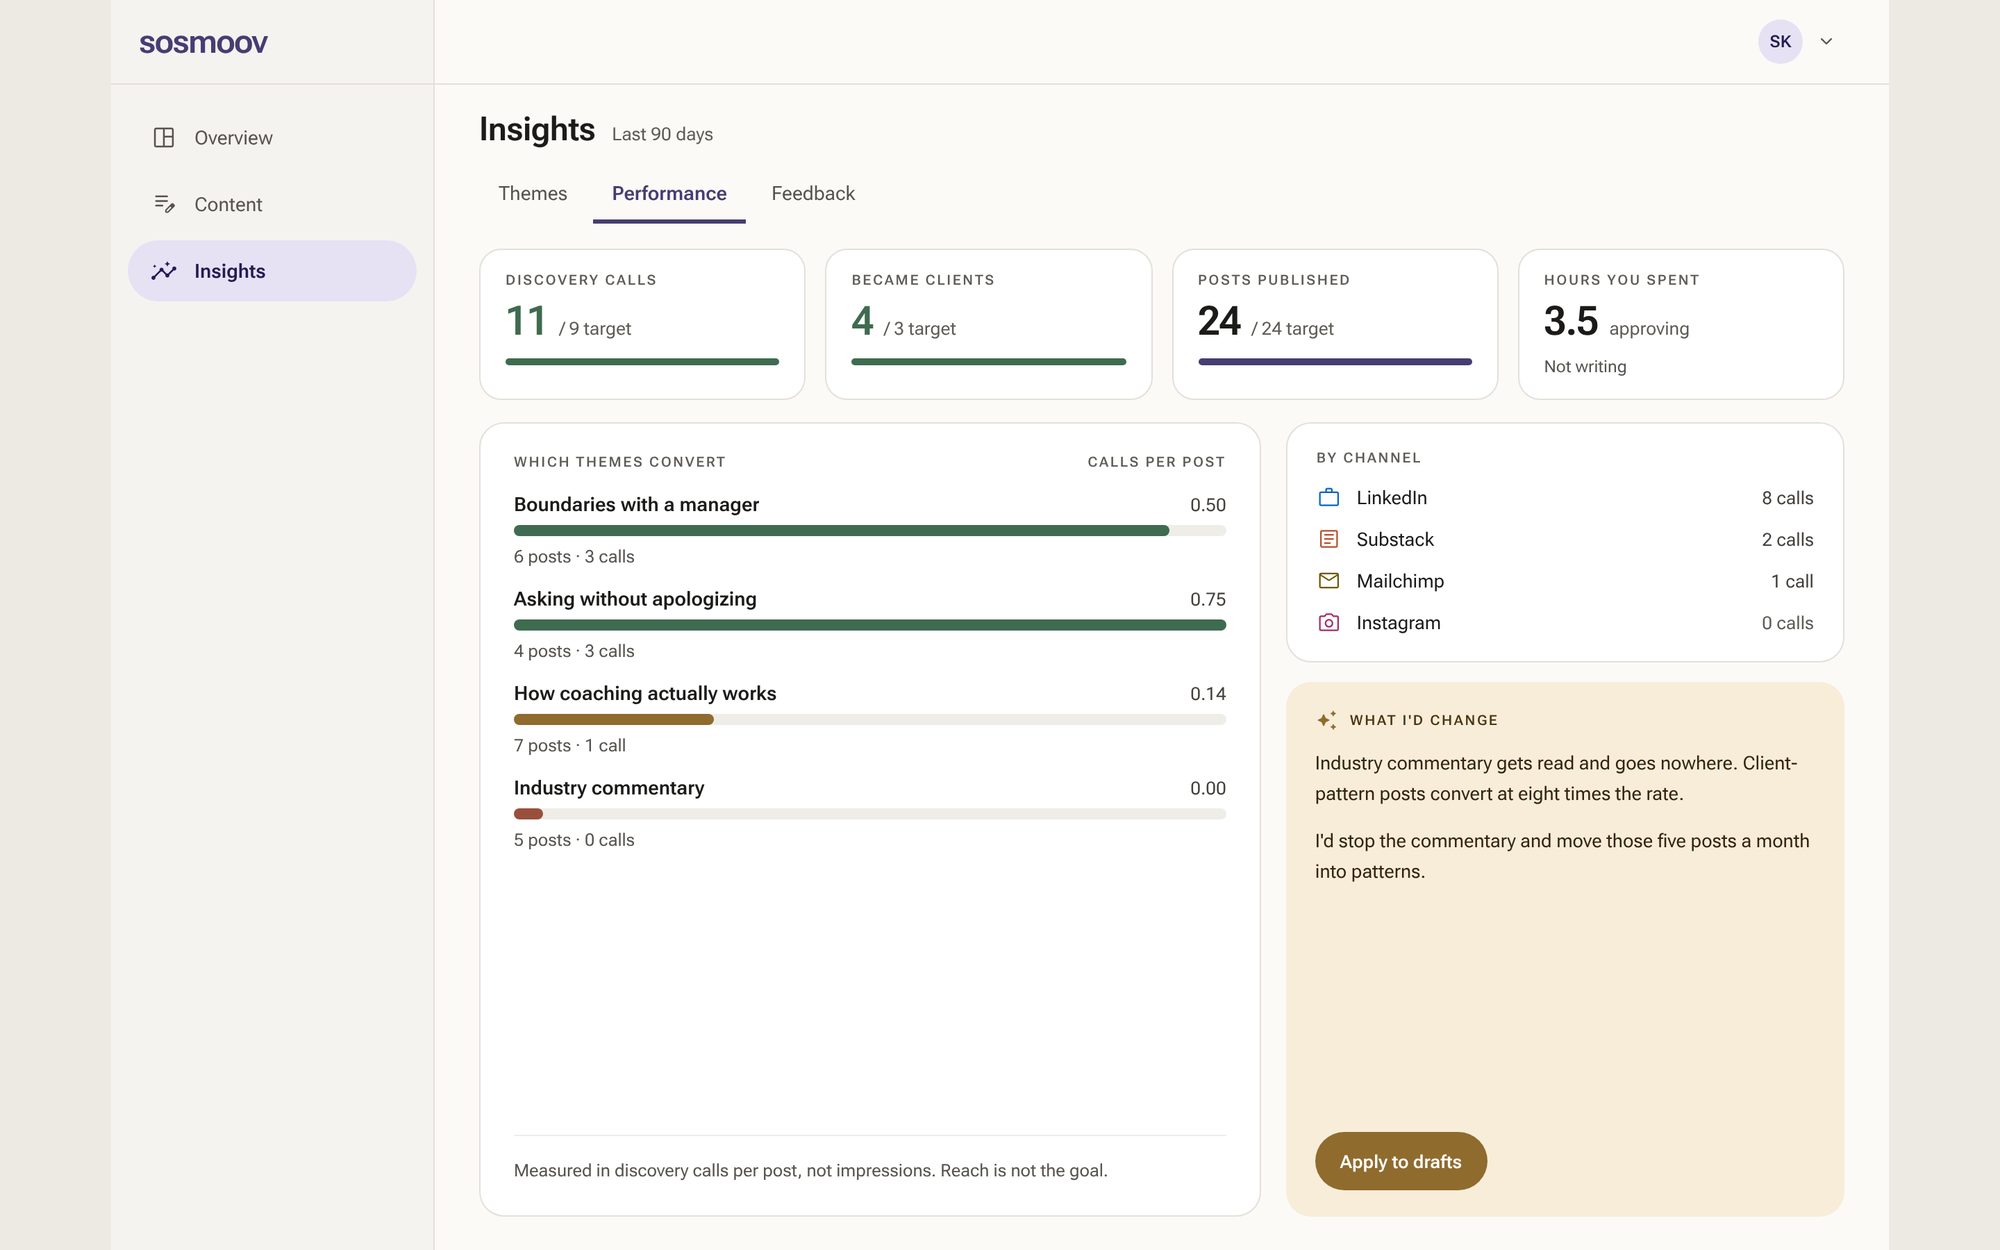 sosmoov
SK
Overview
Content
Insights
Insights Last 90 days
Themes Performance Feedback
DISCOVERY CALLS
11 / 9 target
BECAME CLIENTS
4 / 3 target
POSTS PUBLISHED
24 / 24 target
HOURS YOU SPENT
3.5 approving
Not writing
WHICH THEMES CONVERT CALLS PER POST
Boundaries with a manager 0.50
6 posts · 3 calls
Asking without apologizing 0.75
4 posts · 3 calls
How coaching actually works 0.14
7 posts · 1 call
Industry commentary 0.00
5 posts · 0 calls
Measured in discovery calls per post, not impressions. Reach is not the goal.
BY CHANNEL
LinkedIn 8 calls
Substack 2 calls
Mailchimp 1 call
Instagram 0 calls
WHAT I'D CHANGE
Industry commentary gets read and goes nowhere. Client-
pattern posts convert at eight times the rate.
I'd stop the commentary and move those five posts a month
into patterns.
Apply to drafts